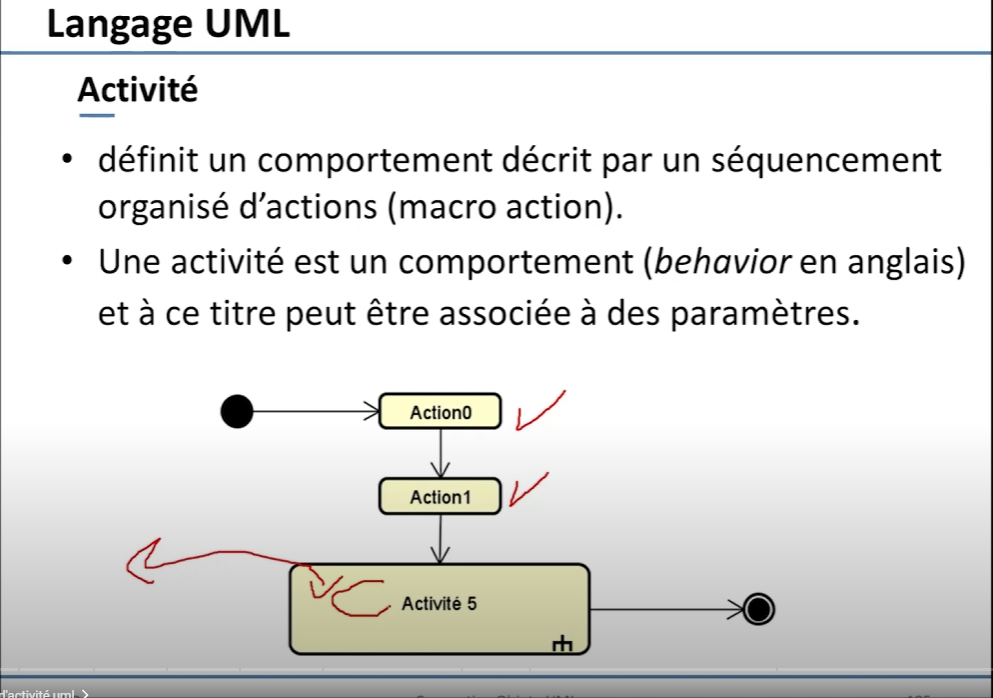 Langage UML
Activité
• définit un comportement décrit par un séquencement
organisé d’actions (macro action).
• Une activité est un comportement (behavior en anglais)
et à ce titre peut être associée à des paramètres.
Action0
Action1
Activité 5
d'activité uml >